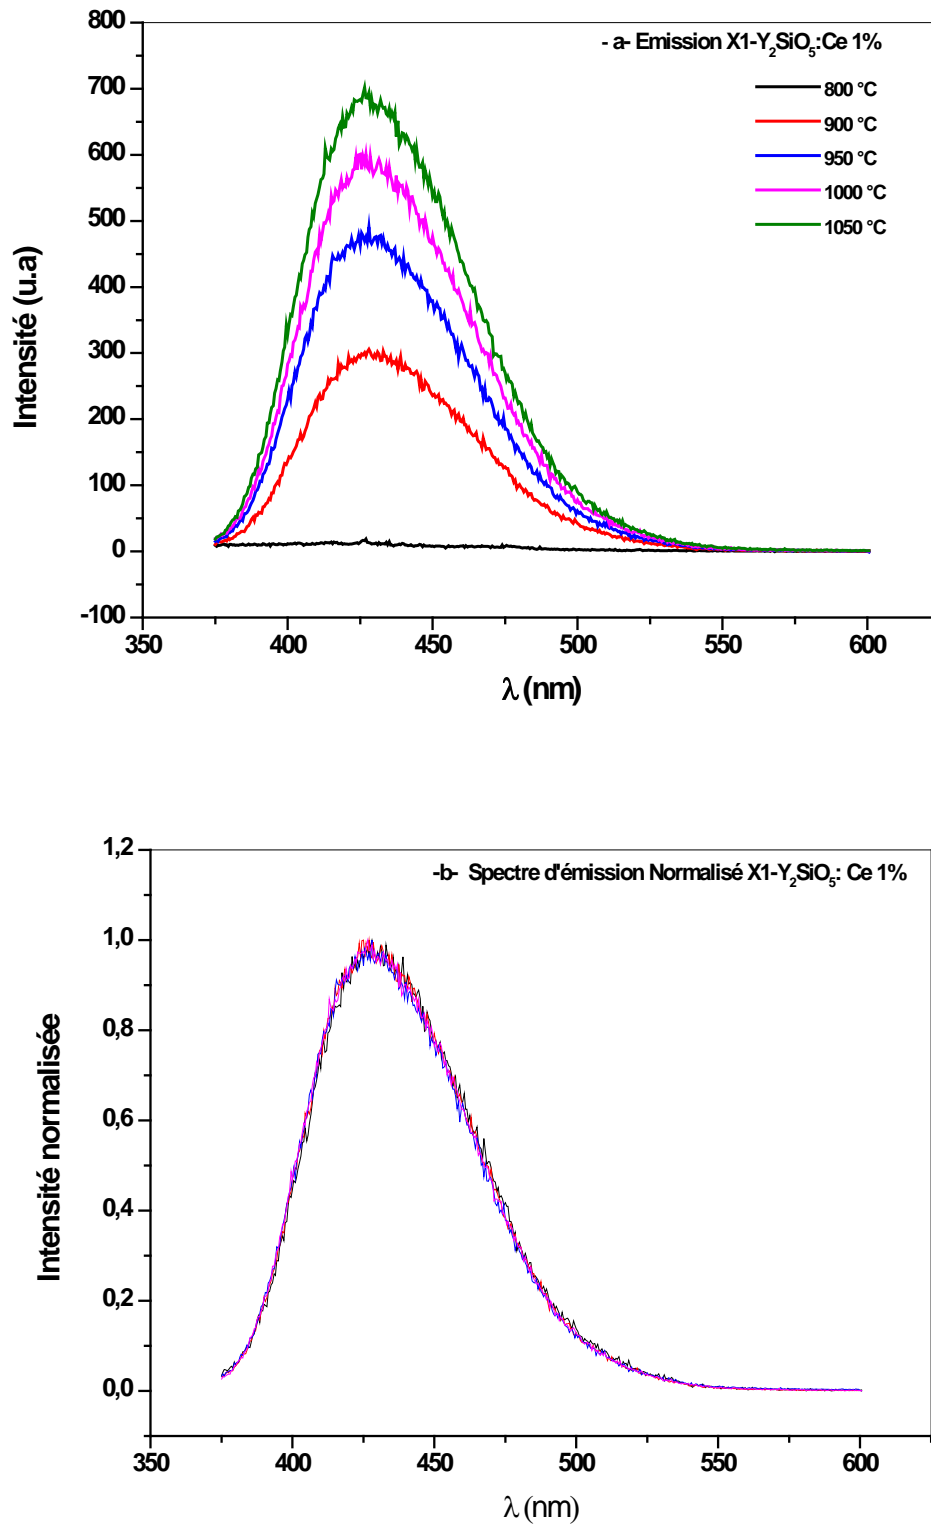 - a- Emission X1-Y₂SiO₅:Ce 1%
800 °C
900 °C
950 °C
1000 °C
1050 °C
Intensité (u.a)
800
700
600
500
400
300
200
100
0
-100
350 400 450 500 550 600
λ (nm)
-b- Spectre d'émission Normalisé X1-Y₂SiO₅: Ce 1%
Intensité normalisée
1,2
1,0
0,8
0,6
0,4
0,2
0,0
350 400 450 500 550 600
λ (nm)